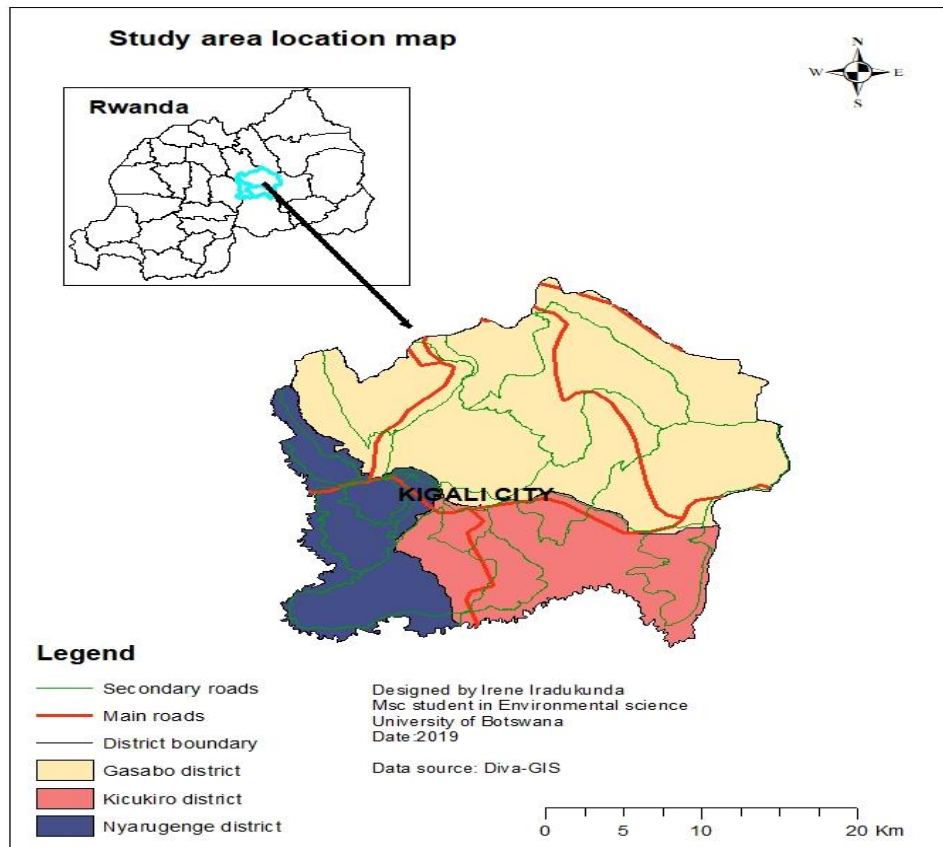 Study area location map
N
W
E
S
Rwanda
KIGALI CITY
Legend
Secondary roads
Main roads
District boundary
Gasabo district
Kicukiro district
Nyarugenge district
Designed by Irene Iradukunda
Msc student in Environmental science
University of Botswana
Date:2019
Data source: Diva-GIS
0 5 10 20 Km